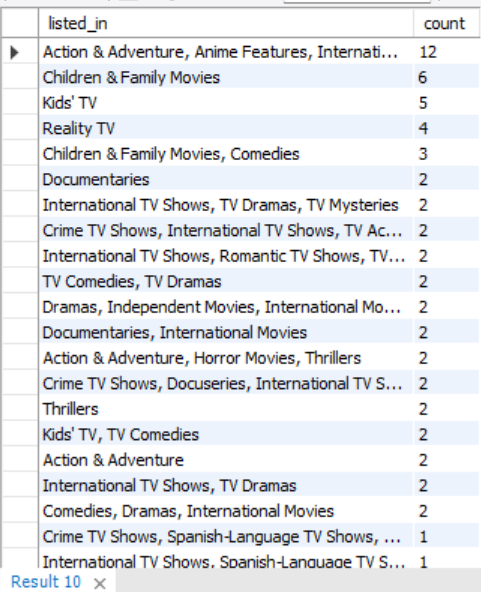 listed_in count
Action & Adventure, Anime Features, Internati... 12
Children & Family Movies 6
Kids' TV 5
Reality TV 4
Children & Family Movies, Comedies 3
Documentaries 2
International TV Shows, TV Dramas, TV Mysteries 2
Crime TV Shows, International TV Shows, TV Ac... 2
International TV Shows, Romantic TV Shows, TV... 2
TV Comedies, TV Dramas 2
Dramas, Independent Movies, International Mo... 2
Documentaries, International Movies 2
Action & Adventure, Horror Movies, Thrillers 2
Crime TV Shows, Docuseries, International TV S... 2
Thrillers 2
Kids' TV, TV Comedies 2
Action & Adventure 2
International TV Shows, TV Dramas 2
Comedies, Dramas, International Movies 2
Crime TV Shows, Spanish-Language TV Shows, ... 1
International TV Shows, Spanish-Language TV S... 1
Result 10